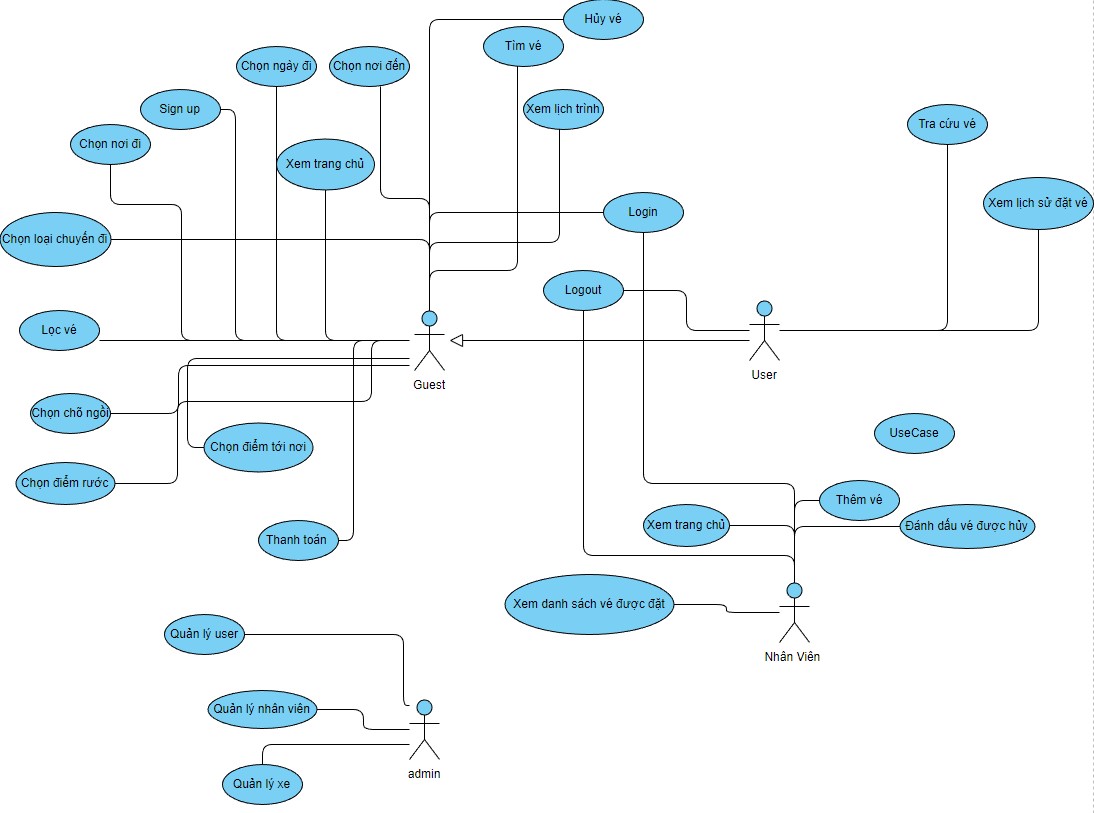 Hủy vé
Tìm vé
Chọn ngày đi
Chọn nơi đến
Sign up
Xem lịch trình
Tra cứu vé
Chọn nơi đi
Xem trang chủ
Xem lịch sử đặt vé
Login
Chọn loại chuyến đi
Logout
Lọc vé
User
Guest
Chọn chõ ngồi
UseCase
Chọn điểm tới nơi
Chọn điểm rước
Thêm vé
Xem trang chủ
Đánh dấu vé được hủy
Thanh toán
Xem danh sách vé được đặt
Quản lý user
Nhân Viên
Quản lý nhân viên
admin
Quản lý xe